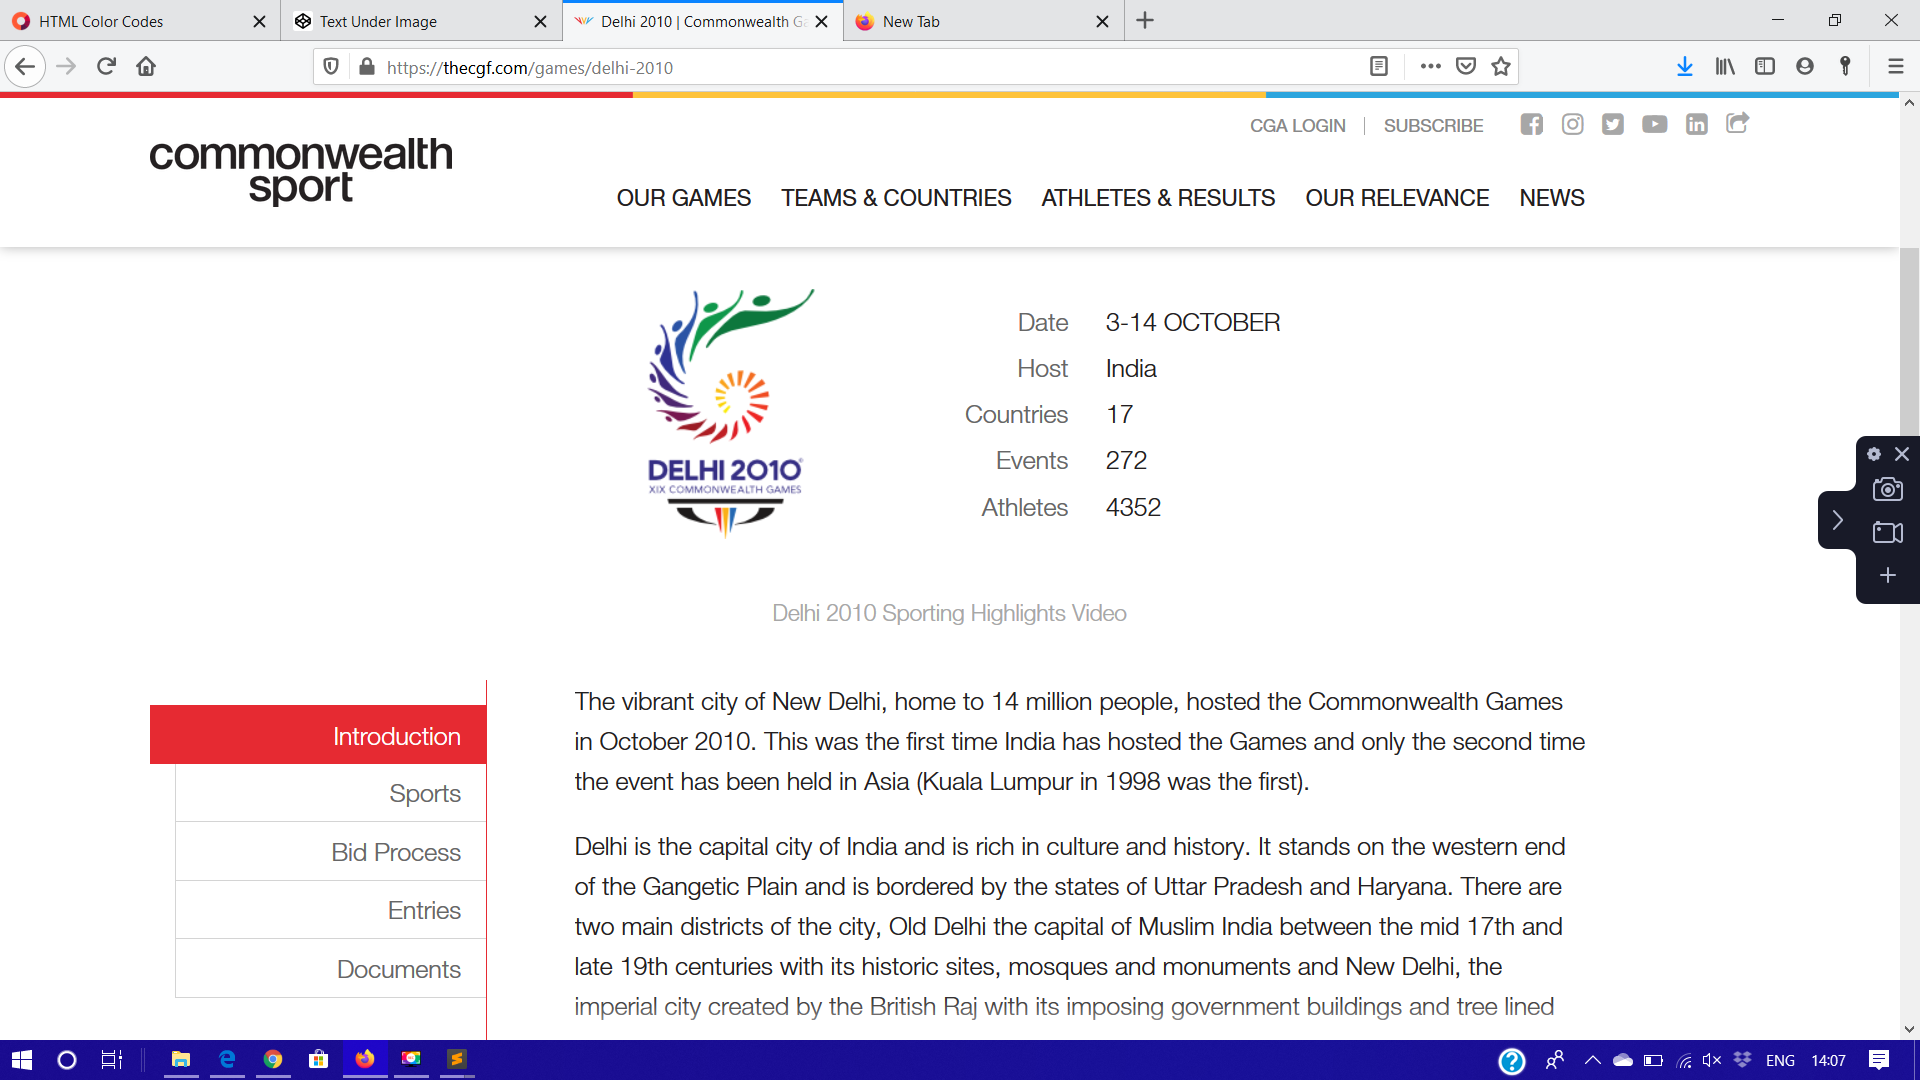 HTML Color Codes
Text Under Image
Delhi 2010 | Commonwealth Ga
New Tab
https://thecgf.com/games/delhi-2010
CGA LOGIN
SUBSCRIBE
commonwealth
sport
OUR GAMES
TEAMS & COUNTRIES
ATHLETES & RESULTS
OUR RELEVANCE
NEWS
DELHI 2010
XIX COMMONWEALTH GAMES
Date 3-14 OCTOBER
Host India
Countries 17
Events 272
Athletes 4352
Delhi 2010 Sporting Highlights Video
Introduction
Sports
Bid Process
Entries
Documents
The vibrant city of New Delhi, home to 14 million people, hosted the Commonwealth Games
in October 2010. This was the first time India has hosted the Games and only the second time
the event has been held in Asia (Kuala Lumpur in 1998 was the first).
Delhi is the capital city of India and is rich in culture and history. It stands on the western end
of the Gangetic Plain and is bordered by the states of Uttar Pradesh and Haryana. There are
two main districts of the city, Old Delhi the capital of Muslim India between the mid 17th and
late 19th centuries with its historic sites, mosques and monuments and New Delhi, the
imperial city created by the British Raj with its imposing government buildings and tree lined
ENG
14:07